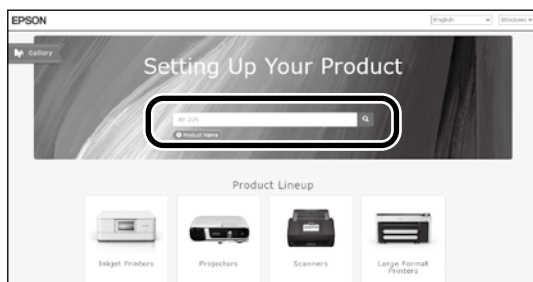 EPSON
English
Windows
Gallery
Setting Up Your Product
XP-225
Product Name
Product Lineup
Inkjet Printers
Projectors
Scanners
Large Format
Printers